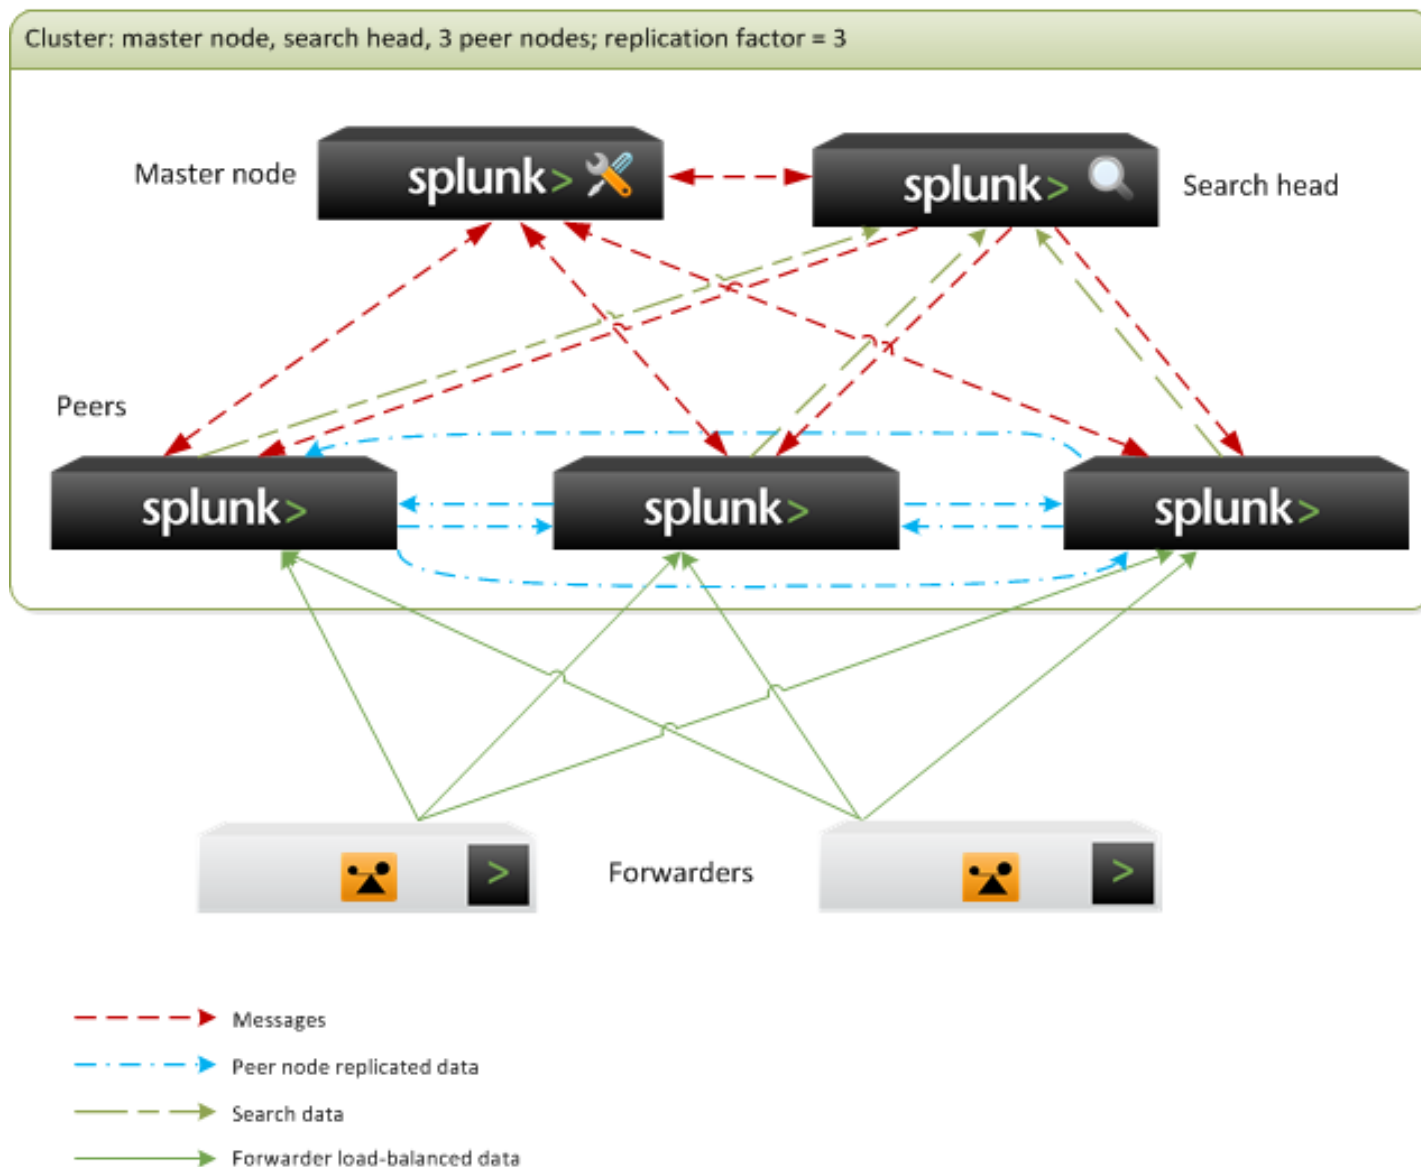 Cluster: master node, search head, 3 peer nodes; replication factor = 3
Master node
splunk>
splunk>
Search head
Peers
splunk>
splunk>
splunk>
>
Forwarders
>
Messages
Peer node replicated data
Search data
Forwarder load-balanced data